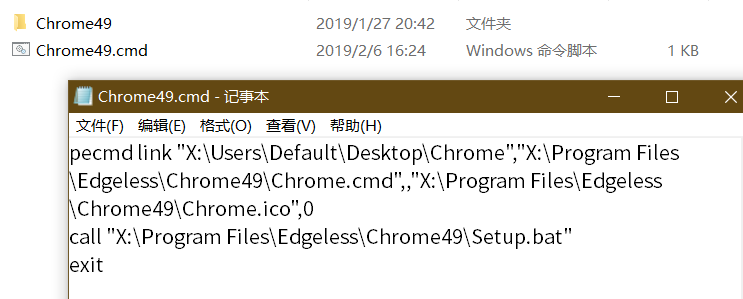 Chrome49 2019/1/27 20:42 文件夹
Chrome49.cmd 2019/2/6 16:24 Windows 命令脚本 1 KB
Chrome49.cmd - 记事本
文件(F) 编辑(E) 格式(O) 查看(V) 帮助(H)
pecmd link "X:\Users\Default\Desktop\Chrome","X:\Program Files
\Edgeless\Chrome49\Chrome.cmd",,"X:\Program Files\Edgeless
\Chrome49\Chrome.ico",0
call "X:\Program Files\Edgeless\Chrome49\Setup.bat"
exit